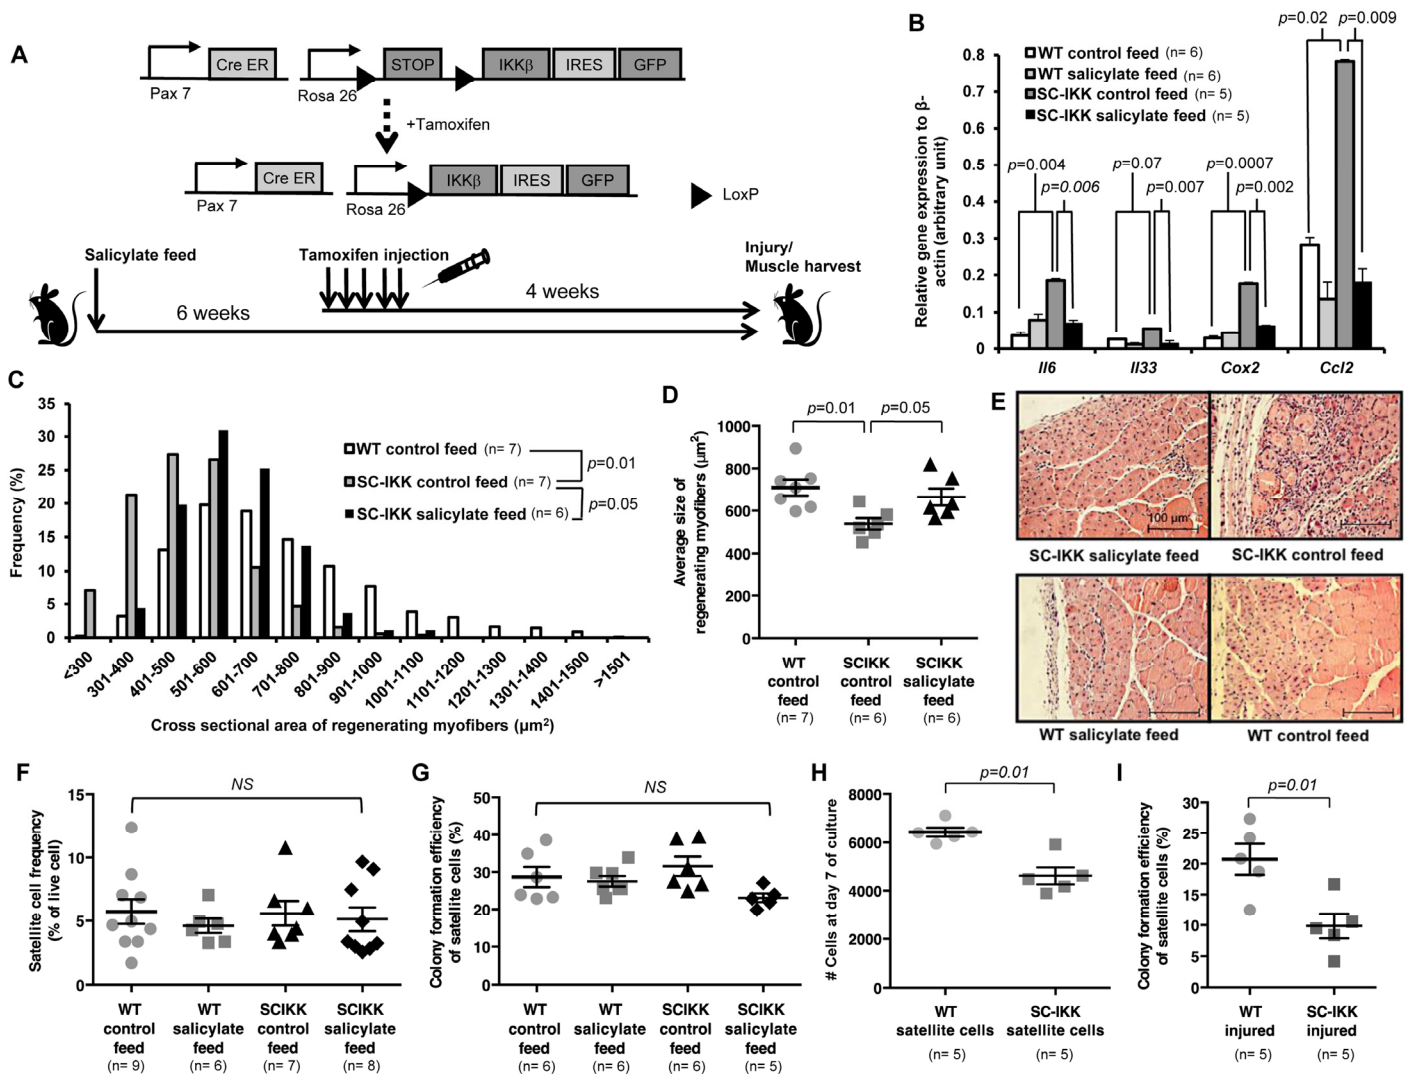 A
Cre ER
STOP
IKKβ
IRES
GFP
Pax 7
Rosa 26
+Tamoxifen
Cre ER
IKKβ
IRES
GFP
Pax 7
Rosa 26
LoxP
Salicylate feed
Tamoxifen injection
Injury/
Muscle harvest
6 weeks
4 weeks
B
Relative gene expression to β-
actin (arbitrary unit)
0.8
0.7
0.8
0.5
0.4
0.3
0.2
0.1
0
WT control feed (n= 6)
WT salicylate feed (n= 6)
SC-IKK control feed (n= 5)
SC-IKK salicylate feed (n= 5)
p=0.004
p=0.006
p=0.07
p=0.007
p=0.0007
p=0.002
p=0.02
p=0.009
Il6
Il33
Cox2
Ccl2
C
Frequency (%)
35
30
25
20
15
10
5
0
WT control feed (n= 7)
SC-IKK control feed (n= 7)
SC-IKK salicylate feed (n= 6)
p=0.01
p=0.05
<300
301-400
401-500
501-600
601-700
701-800
801-900
901-1000
1001-1100
1101-1200
1201-1300
1301-1400
1401-1500
>1501
Cross sectional area of regenerating myofibers (µm²)
D
Average size of
regenerating myofibers (µm²)
1000
800
600
400
200
0
p=0.01
p=0.05
WT
control
feed
(n= 7)
SCIKK
control
feed
(n= 6)
SCIKK
salicylate
feed
(n= 6)
E
100 µm
SC-IKK salicylate feed
SC-IKK control feed
WT salicylate feed
WT control feed
F
Satellite cell frequency
(% of live cell)
15
10
5
0
NS
WT
control
feed
(n= 9)
WT
salicylate
feed
(n= 6)
SCIKK
control
feed
(n= 7)
SCIKK
salicylate
feed
(n= 8)
G
Colony formation efficiency
of satellite cells (%)
50
40
30
20
10
0
NS
WT
control
feed
(n= 6)
WT
salicylate
feed
(n= 6)
SCIKK
control
feed
(n= 6)
SCIKK
salicylate
feed
(n= 5)
H
# Cells at day 7 of culture
8000
6000
4000
2000
0
p=0.01
WT
satellite cells
(n= 5)
SC-IKK
satellite cells
(n= 5)
I
Colony formation efficiency
of satellite cells (%)
30
25
20
15
10
5
0
p=0.01
WT
injured
(n= 5)
SC-IKK
injured
(n= 5)